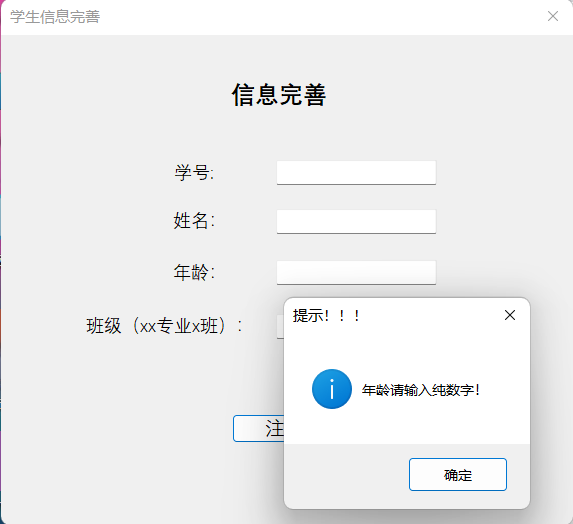 学生信息完善
信息完善
学号:
姓名：
年龄：
班级（xx专业x班）：
注
提示！！！
年龄请输入纯数字！
确定